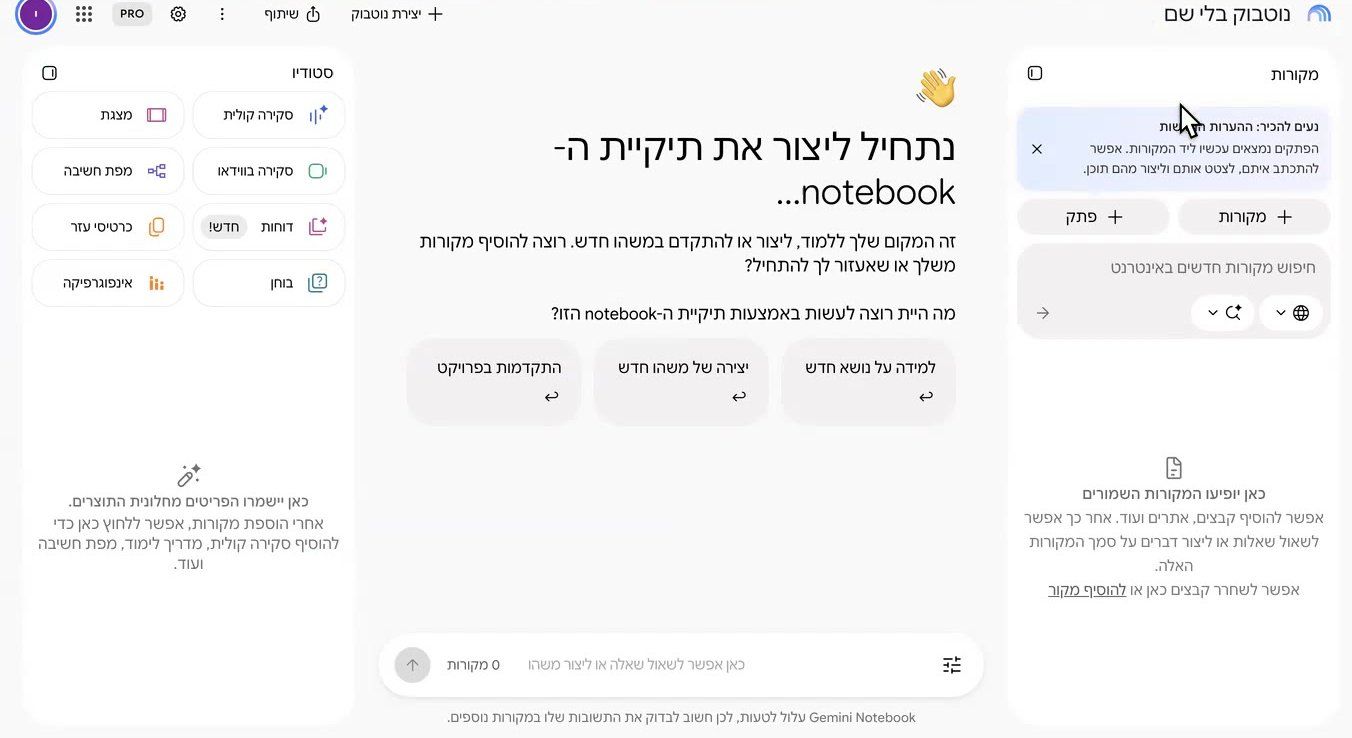 נוטבוק בלי שם
יצירת נוטבוק
שיתוף
PRO
י
מקורות
נעים להכיר: ההערות
הפתקים נמצאים עכשיו ליד המקורות. אפשר
להתכתב איתם, לצטט אותם וליצור מהם תוכן.
מקורות
פתק
חיפוש מקורות חדשים באינטרנט
כאן יופיעו המקורות השמורים
אפשר להוסיף קבצים, אתרים ועוד. אחר כך אפשר
לשאול שאלות או ליצור דברים על סמך המקורות
האלה.
אפשר לשחרר קבצים כאן או להוסיף מקור
נתחיל ליצור את תיקיית ה-
notebook...
זה המקום שלך ללמוד, ליצור או להתקדם במשהו חדש. רוצה להוסיף מקורות
משלך או שאעזור לך להתחיל?
מה היית רוצה לעשות באמצעות תיקיית ה-notebook הזו?
למידה על נושא חדש
יצירה של משהו חדש
התקדמות בפרויקט
כאן אפשר לשאול שאלה או ליצור משהו
0 מקורות
Gemini Notebook עלול לטעות, לכן חשוב לבדוק את התשובות שלו במקורות נוספים.
סטודיו
סקירה קולית
מצגת
סקירה בווידאו
מפת חשיבה
דוחות
חדש!
כרטיסי עזר
בוחן
אינפוגרפיקה
כאן יישמרו הפריטים מחלונית התוצרים.
אחרי הוספת מקורות, אפשר ללחוץ כאן כדי
להוסיף סקירה קולית, מדריך לימוד, מפת חשיבה
ועוד.